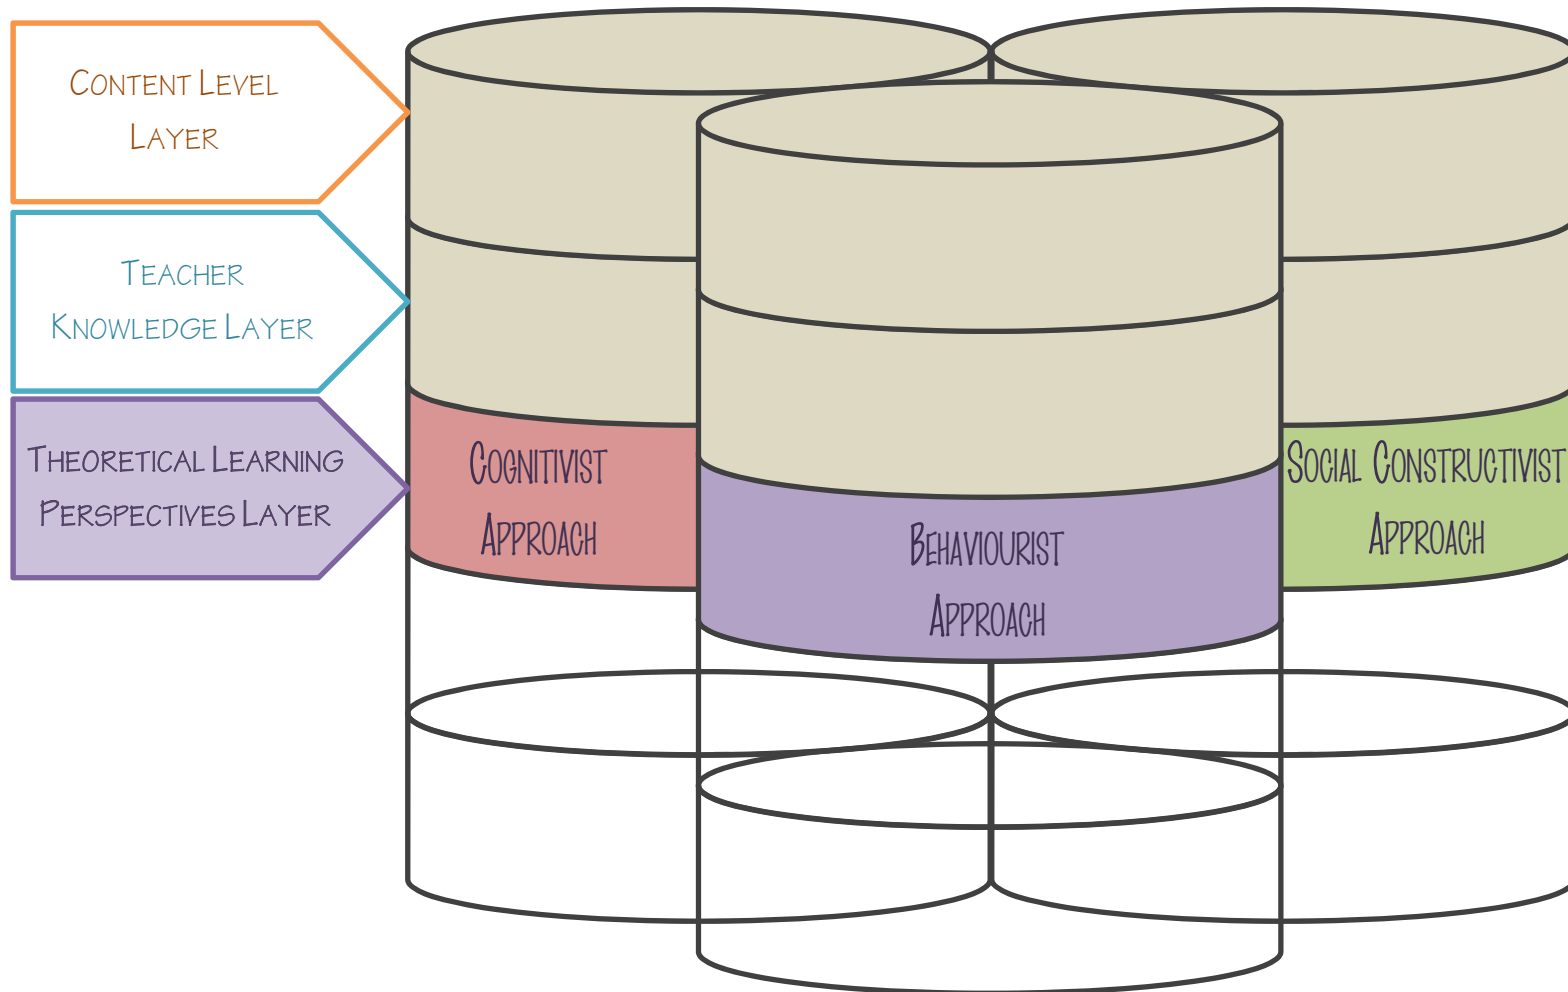 Content Level
Layer
Teacher
Knowledge Layer
Theoretical Learning
Perspectives Layer
Cognitivist
Approach
Behaviourist
Approach
Social Constructivist
Approach